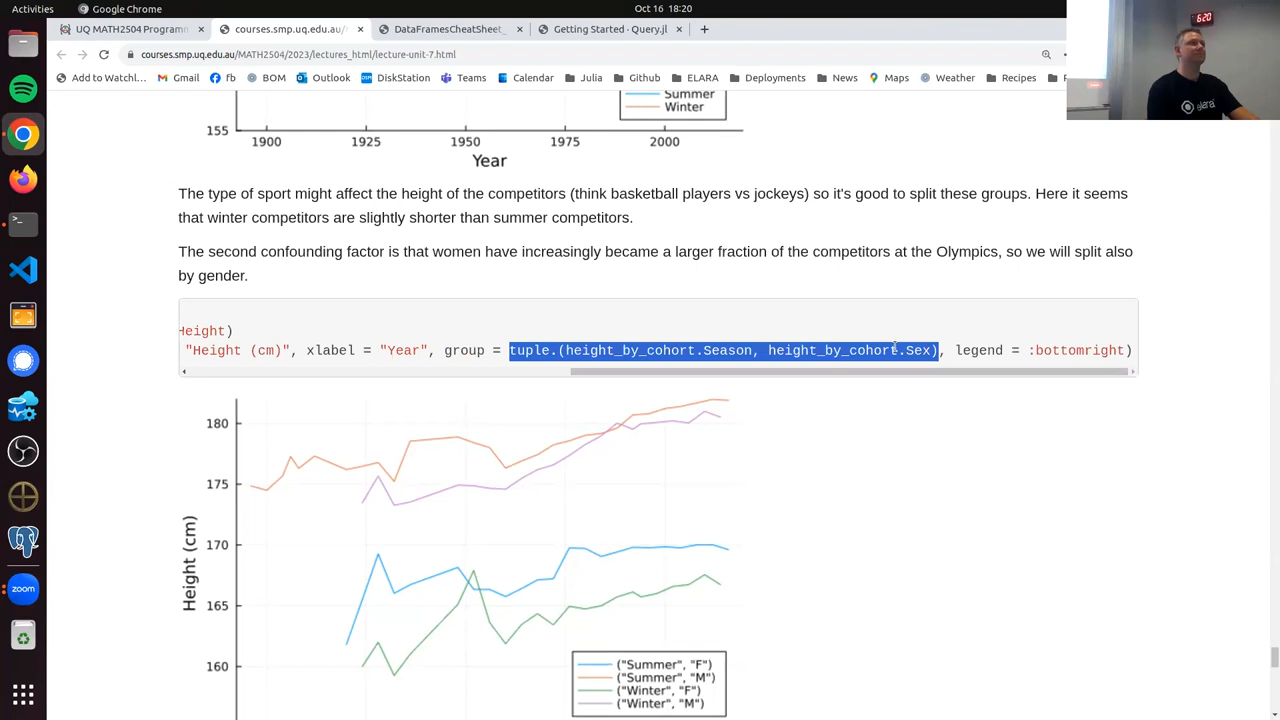 Activities
Google Chrome
Oct 16 18:20
UQ MATH2504 Programm
courses.smp.uq.edu.au/
DataFramesCheatSheet_
Getting Started · Query.jl
courses.smp.uq.edu.au/MATH2504/2023/lectures_html/lecture-unit-7.html
Add to Watchl... Gmail fb BOM Outlook DiskStation Teams Calendar Julia Github ELARA Deployments News Maps Weather Recipes
6:20
elara
Summer
Winter
155
1900 1925 1950 1975 2000
Year
The type of sport might affect the height of the competitors (think basketball players vs jockeys) so it's good to split these groups. Here it seems
that winter competitors are slightly shorter than summer competitors.
The second confounding factor is that women have increasingly became a larger fraction of the competitors at the Olympics, so we will split also
by gender.
Height)
"Height (cm)", xlabel = "Year", group = tuple.(height_by_cohort.Season, height_by_cohort.Sex), legend = :bottomright)
180
175
170
165
160
Height (cm)
("Summer", "F")
("Summer", "M")
("Winter", "F")
("Winter", "M")
zoom